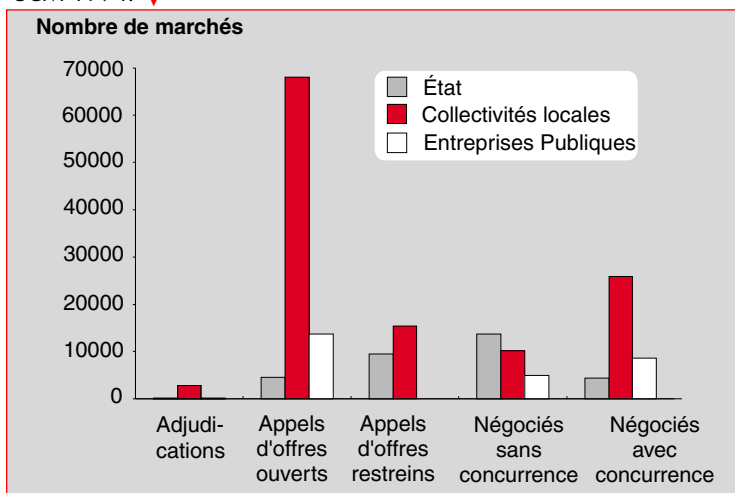 Nombre de marchés
70000
60000
50000
40000
30000
20000
10000
0
État
Collectivités locales
Entreprises Publiques
Adjudi-
cations
Appels
d'offres
ouverts
Appels
d'offres
restreins
Négociés
sans
concurrence
Négociés
avec
concurrence